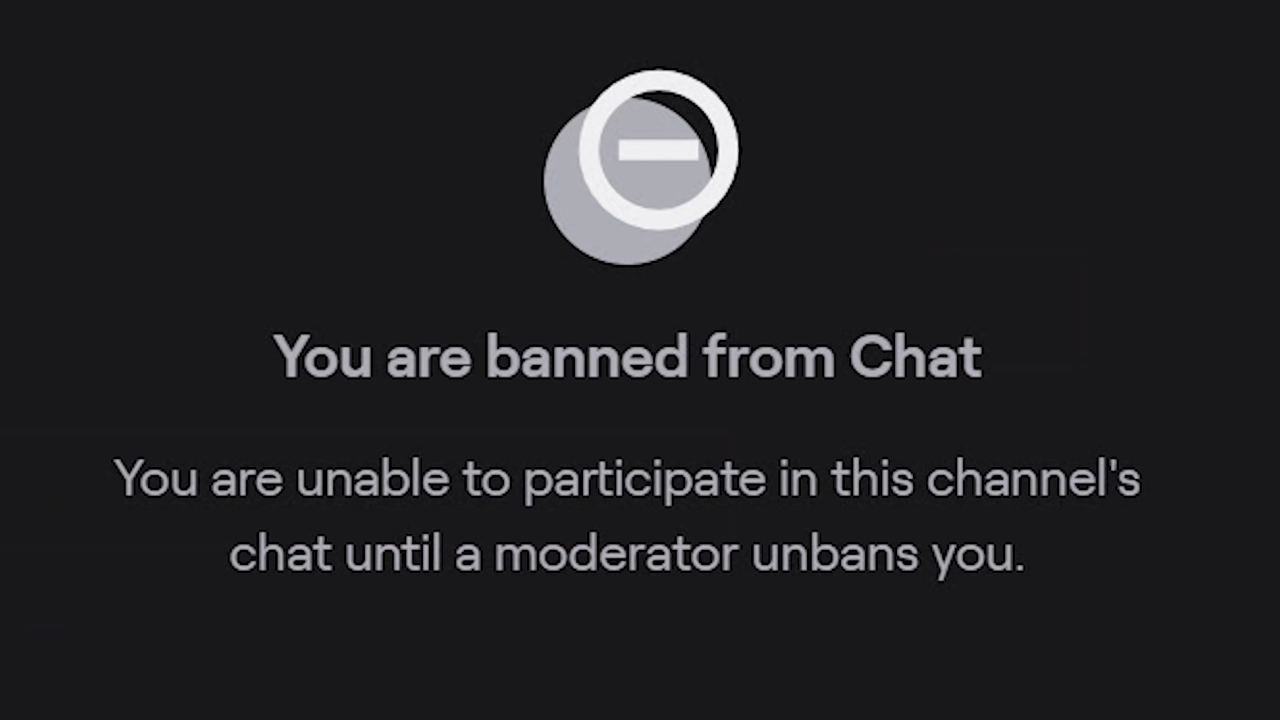 You are banned from Chat
You are unable to participate in this channel's
chat until a moderator unbans you.